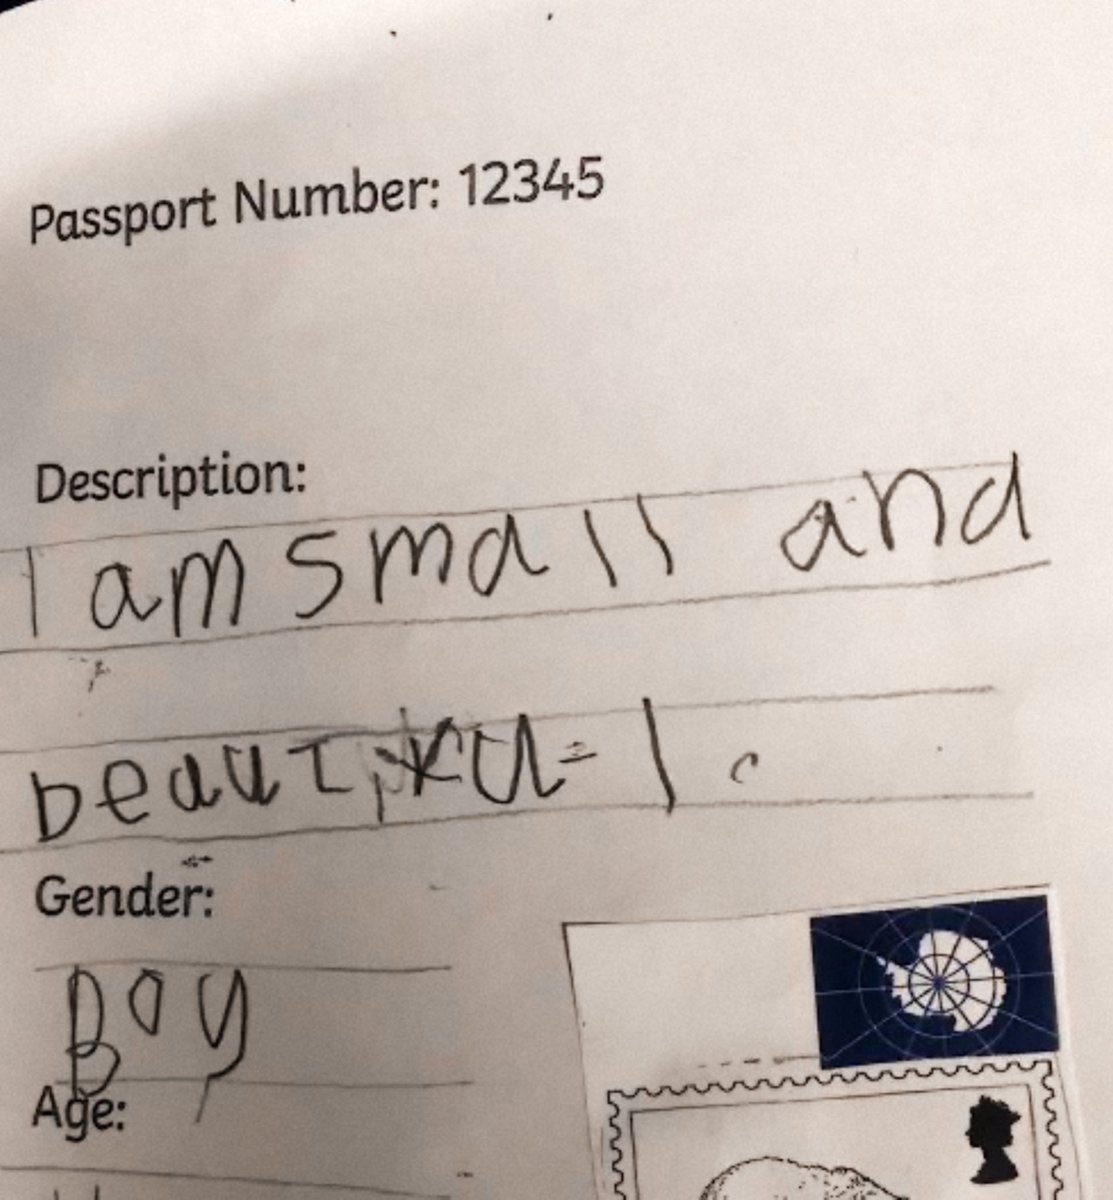 Passport Number: 12345
Description:
I am small and
beautiful.
Gender:
Boy
Age: